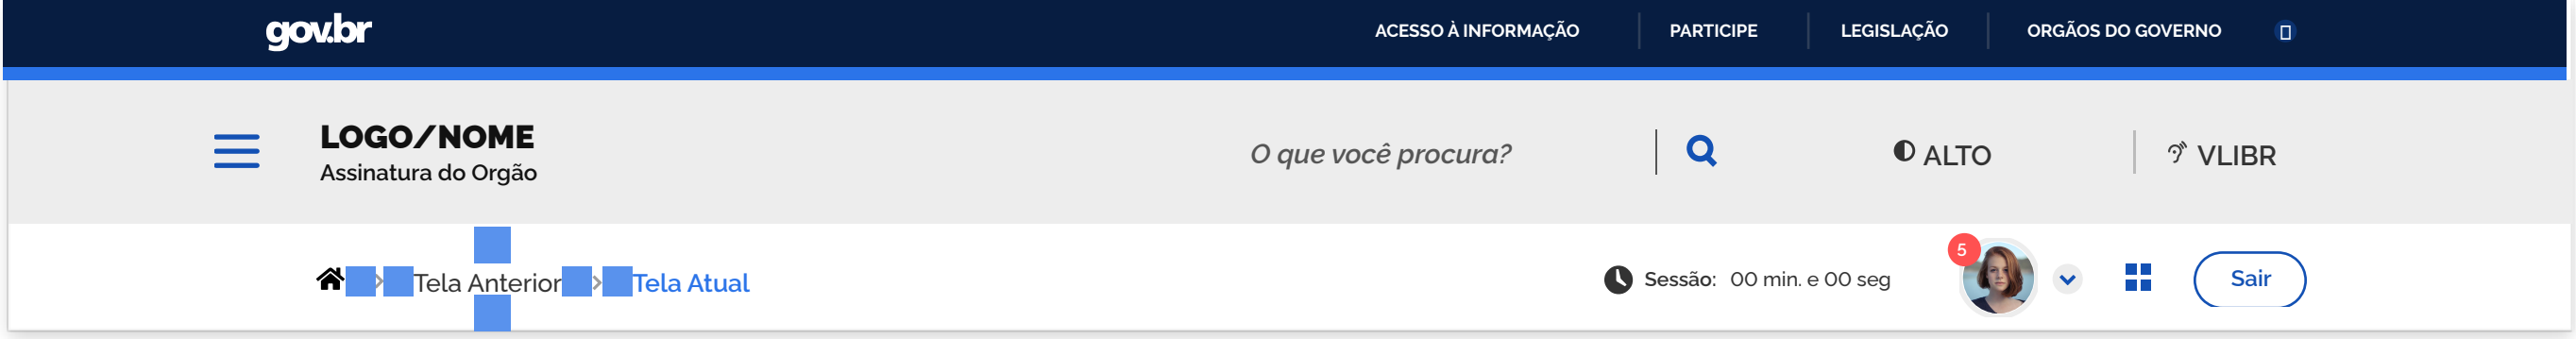 gov.br
ACESSO À INFORMAÇÃO
PARTICIPE
LEGISLAÇÃO
ORGÃOS DO GOVERNO
LOGO/NOME
Assinatura do Orgão
O que você procura?
ALTO
VLIBR
Tela Anterior
Tela Atual
Sessão: 00 min. e 00 seg
5
Sair